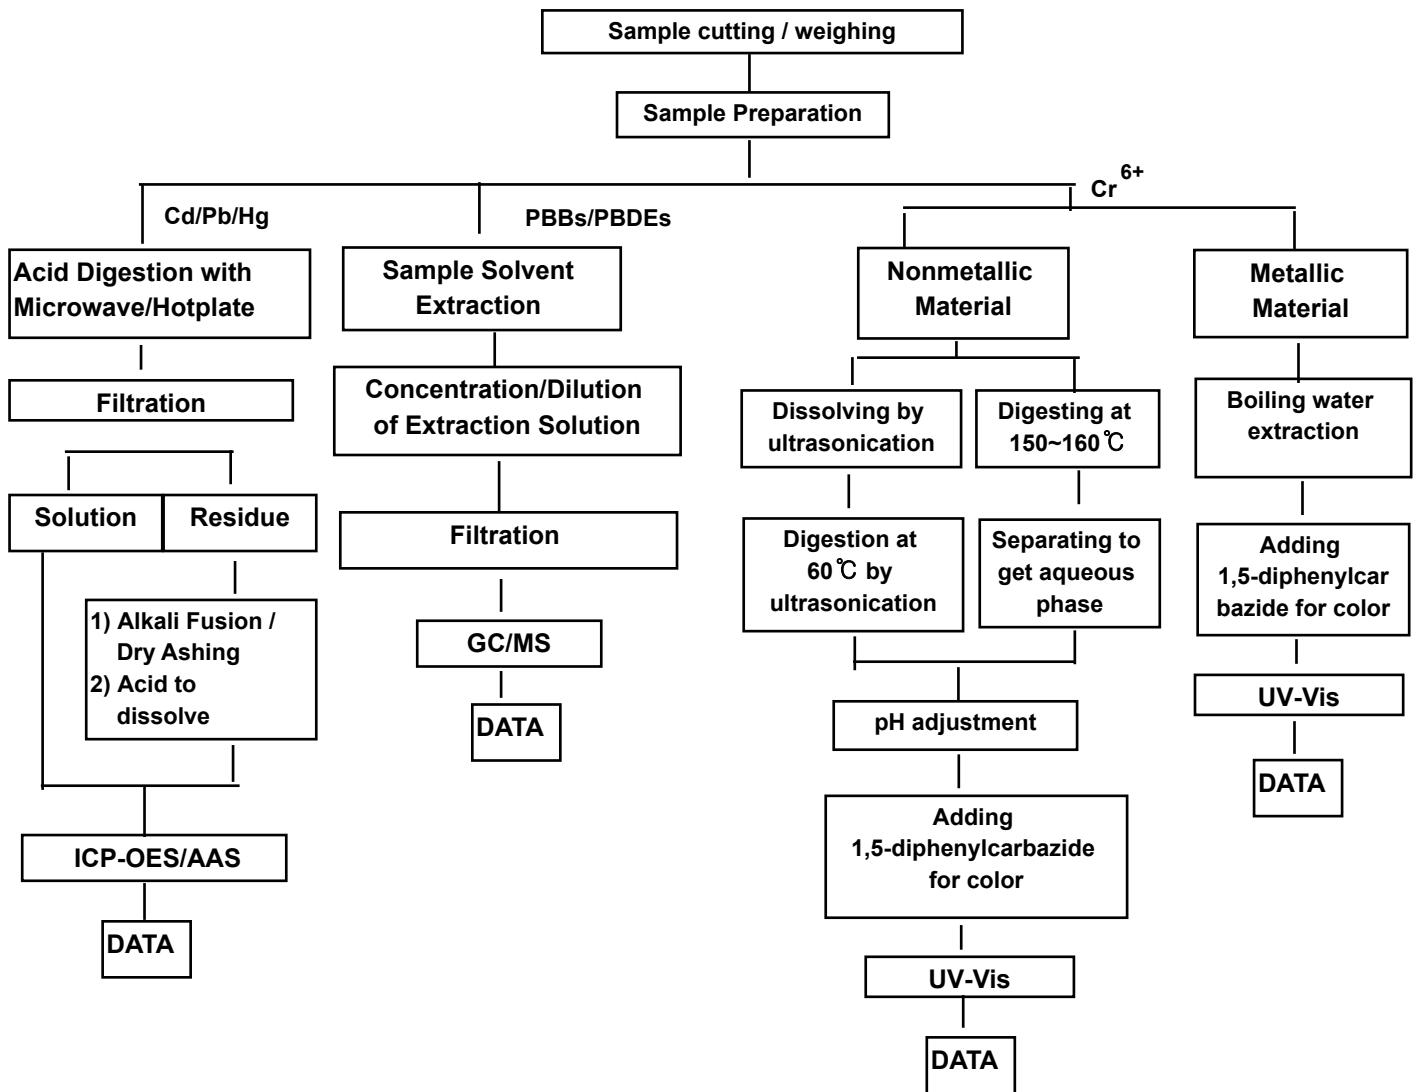 Sample cutting / weighing
Sample Preparation
Cr 6+
Cd/Pb/Hg
PBBs/PBDEs
Acid Digestion with
Microwave/Hotplate
Sample Solvent
Extraction
Nonmetallic
Material
Metallic
Material
Filtration
Concentration/Dilution
of Extraction Solution
Dissolving by
ultrasonication
Digesting at
150~160℃
Boiling water
extraction
Solution
Residue
Filtration
Digestion at
60℃ by
ultrasonication
Separating to
get aqueous
phase
Adding
1,5-diphenylcar
bazide for color
1) Alkali Fusion /
Dry Ashing
2) Acid to
dissolve
GC/MS
DATA
pH adjustment
UV-Vis
DATA
Adding
1,5-diphenylcarbazide
for color
ICP-OES/AAS
DATA
UV-Vis
DATA